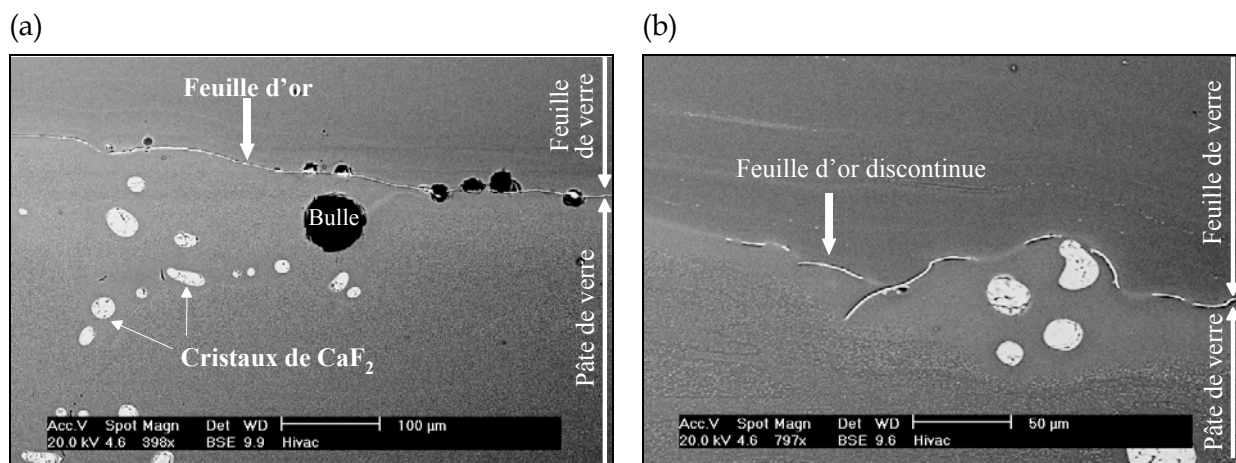 (a)
Feuille d'or
Feuille
de verre
Bulle
Pâte de verre
Cristaux de CaF₂
Acc.V Spot Magn Det WD 100 µm
20.0 kV 4.6 398x BSE 9.9 Hivac
(b)
Feuille d'or discontinue
Feuille de verre
Pâte de verre
Acc.V Spot Magn Det WD 50 µm
20.0 kV 4.6 797x BSE 9.6 Hivac